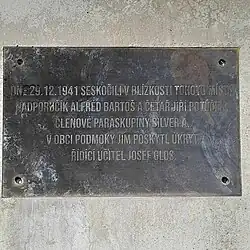 DNE 29.12.1941 SESKOČILI V BLÍZKOSTI TOHOTO MÍSTA
NADPORUČÍK ALFRÉD BARTOŠ A ČETAŘ JIŘÍ POTŮČEK
ČLENOVÉ PARASKUPINY SILVER A.
V OBCI PODMOKY JIM POSKYTL ÚKRYT
ŘÍDÍCÍ UČITEL JOSEF GLOS.